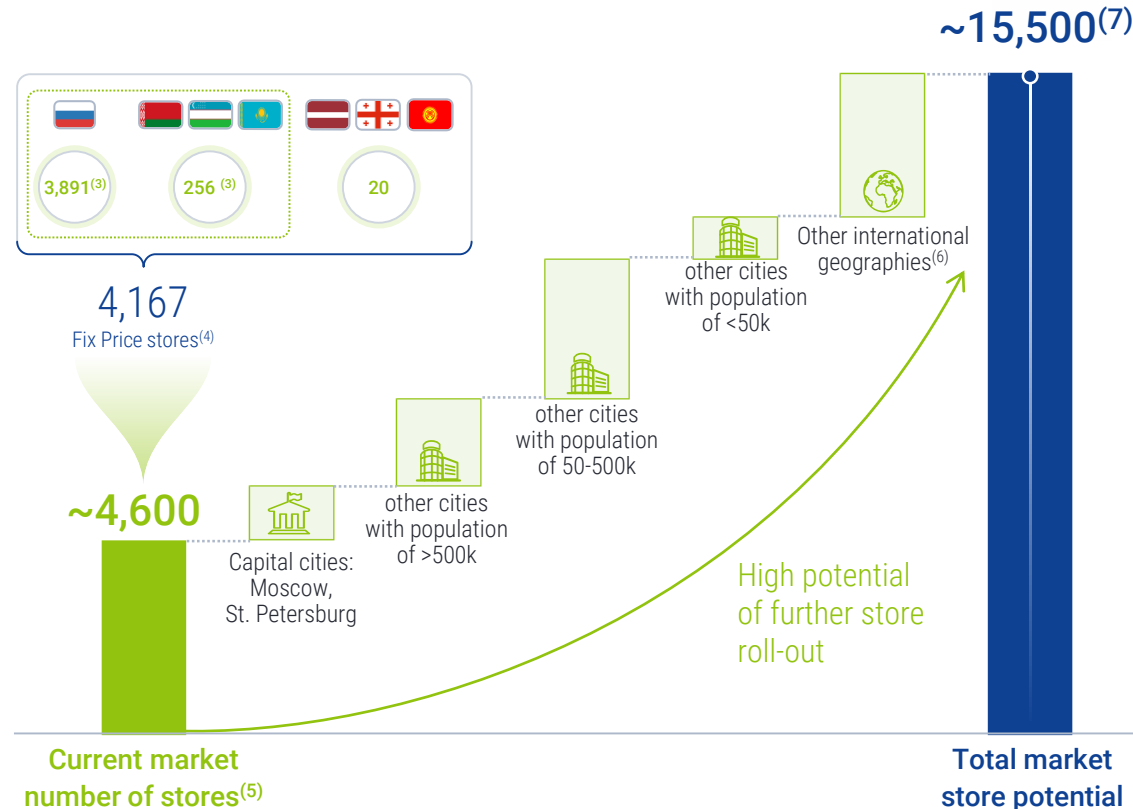 ~15,500(7)
3,891(3)
256 (3)
20
4,167
Fix Price stores(4)
~4,600
Capital cities:
Moscow,
St. Petersburg
other cities
with population
of >500k
other cities
with population
of 50-500k
other cities
with population
of <50k
Other international
geographies(6)
High potential
of further store
roll-out
Current market
number of stores(5)
Total market
store potential